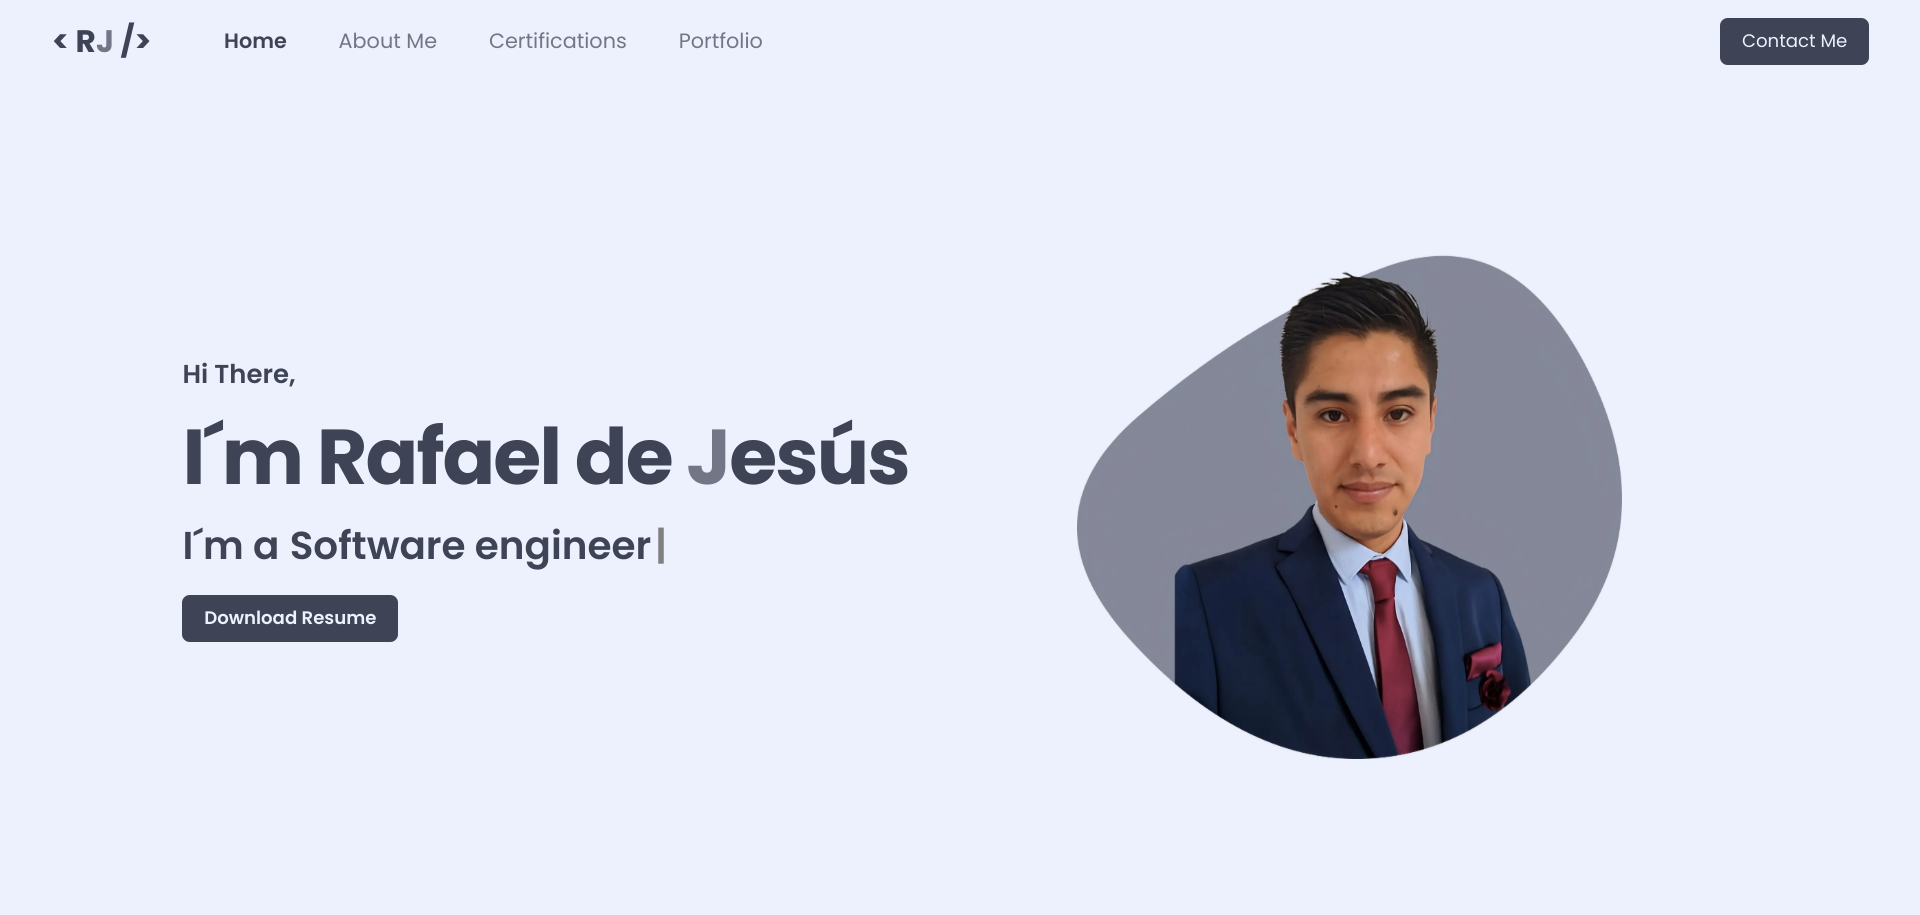 < RJ /> Home About Me Certifications Portfolio Contact Me
Hi There,
I´m Rafael de Jesús
I´m a Software engineer|
Download Resume